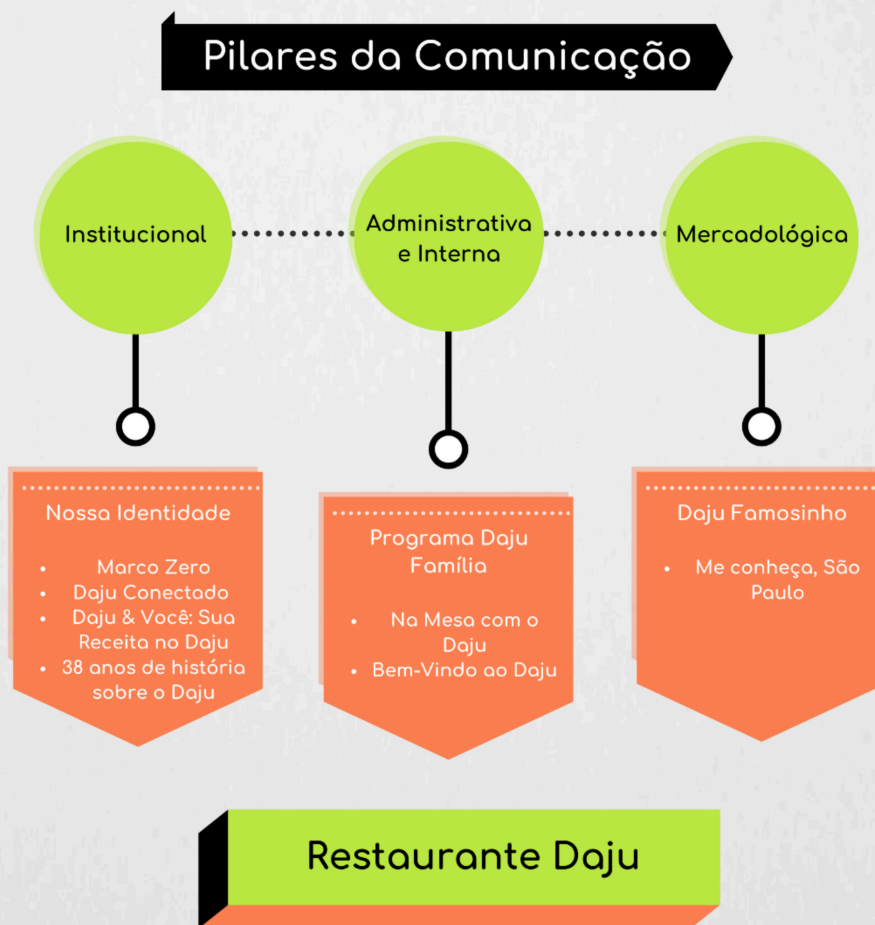 Pilares da Comunicação
Institucional
Administrativa
e Interna
Mercadológica
Nossa Identidade
• Marco Zero
• Daju Conectado
• Daju & Você: Sua
Receita no Daju
• 38 anos de história
sobre o Daju
Programa Daju
Família
• Na Mesa com o
Daju
• Bem-Vindo ao Daju
Daju Famosinho
• Me conheça, São
Paulo
Restaurante Daju